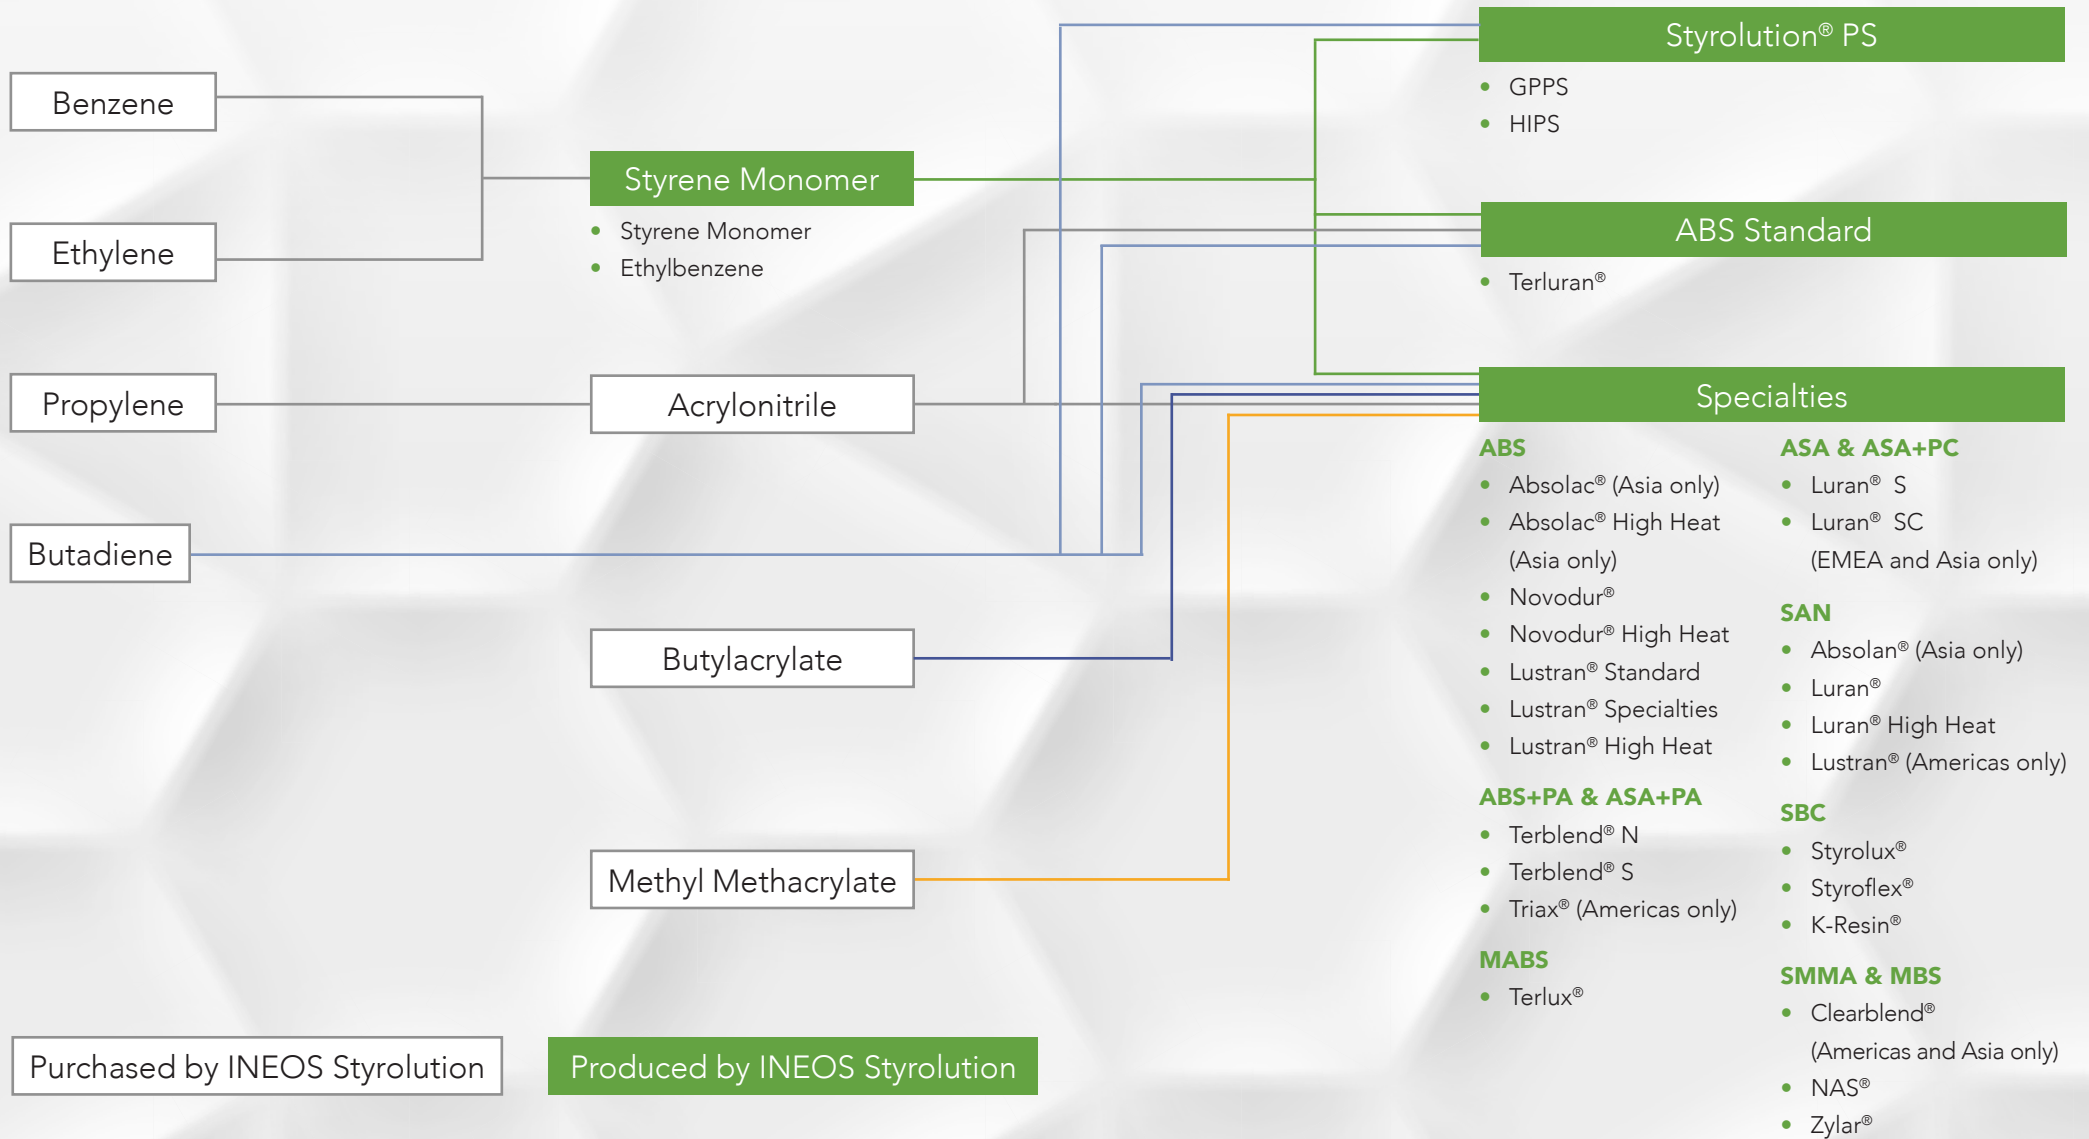 Benzene
Ethylene
Propylene
Butadiene
Styrene Monomer
• Styrene Monomer
• Ethylbenzene
Acrylonitrile
Butylacrylate
Methyl Methacrylate
Styrolution® PS
• GPPS
• HIPS
ABS Standard
• Terluran®
Specialties
ABS
• Absolac® (Asia only)
• Absolac® High Heat
(Asia only)
• Novodur®
• Novodur® High Heat
• Lustran® Standard
• Lustran® Specialties
• Lustran® High Heat
ABS+PA & ASA+PA
• Terblend® N
• Terblend® S
• Triax® (Americas only)
MABS
• Terlux®
ASA & ASA+PC
• Luran® S
• Luran® SC
(EMEA and Asia only)
SAN
• Absolan® (Asia only)
• Luran®
• Luran® High Heat
• Lustran® (Americas only)
SBC
• Styrolux®
• Styroflex®
• K-Resin®
SMMA & MBS
• Clearblend®
(Americas and Asia only)
• NAS®
• Zylar®
Purchased by INEOS Styrolution
Produced by INEOS Styrolution